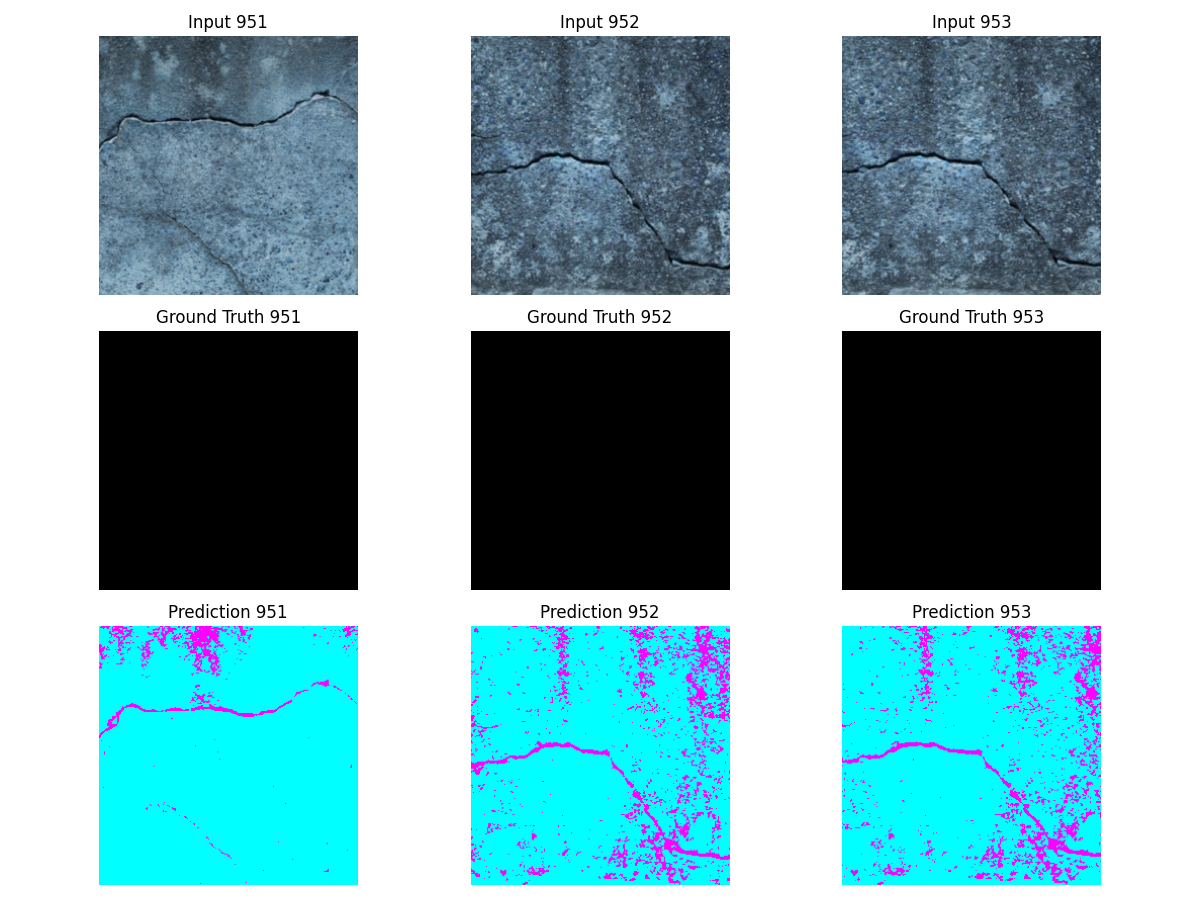 Input 951
Input 952
Input 953
Ground Truth 951
Ground Truth 952
Ground Truth 953
Prediction 951
Prediction 952
Prediction 953